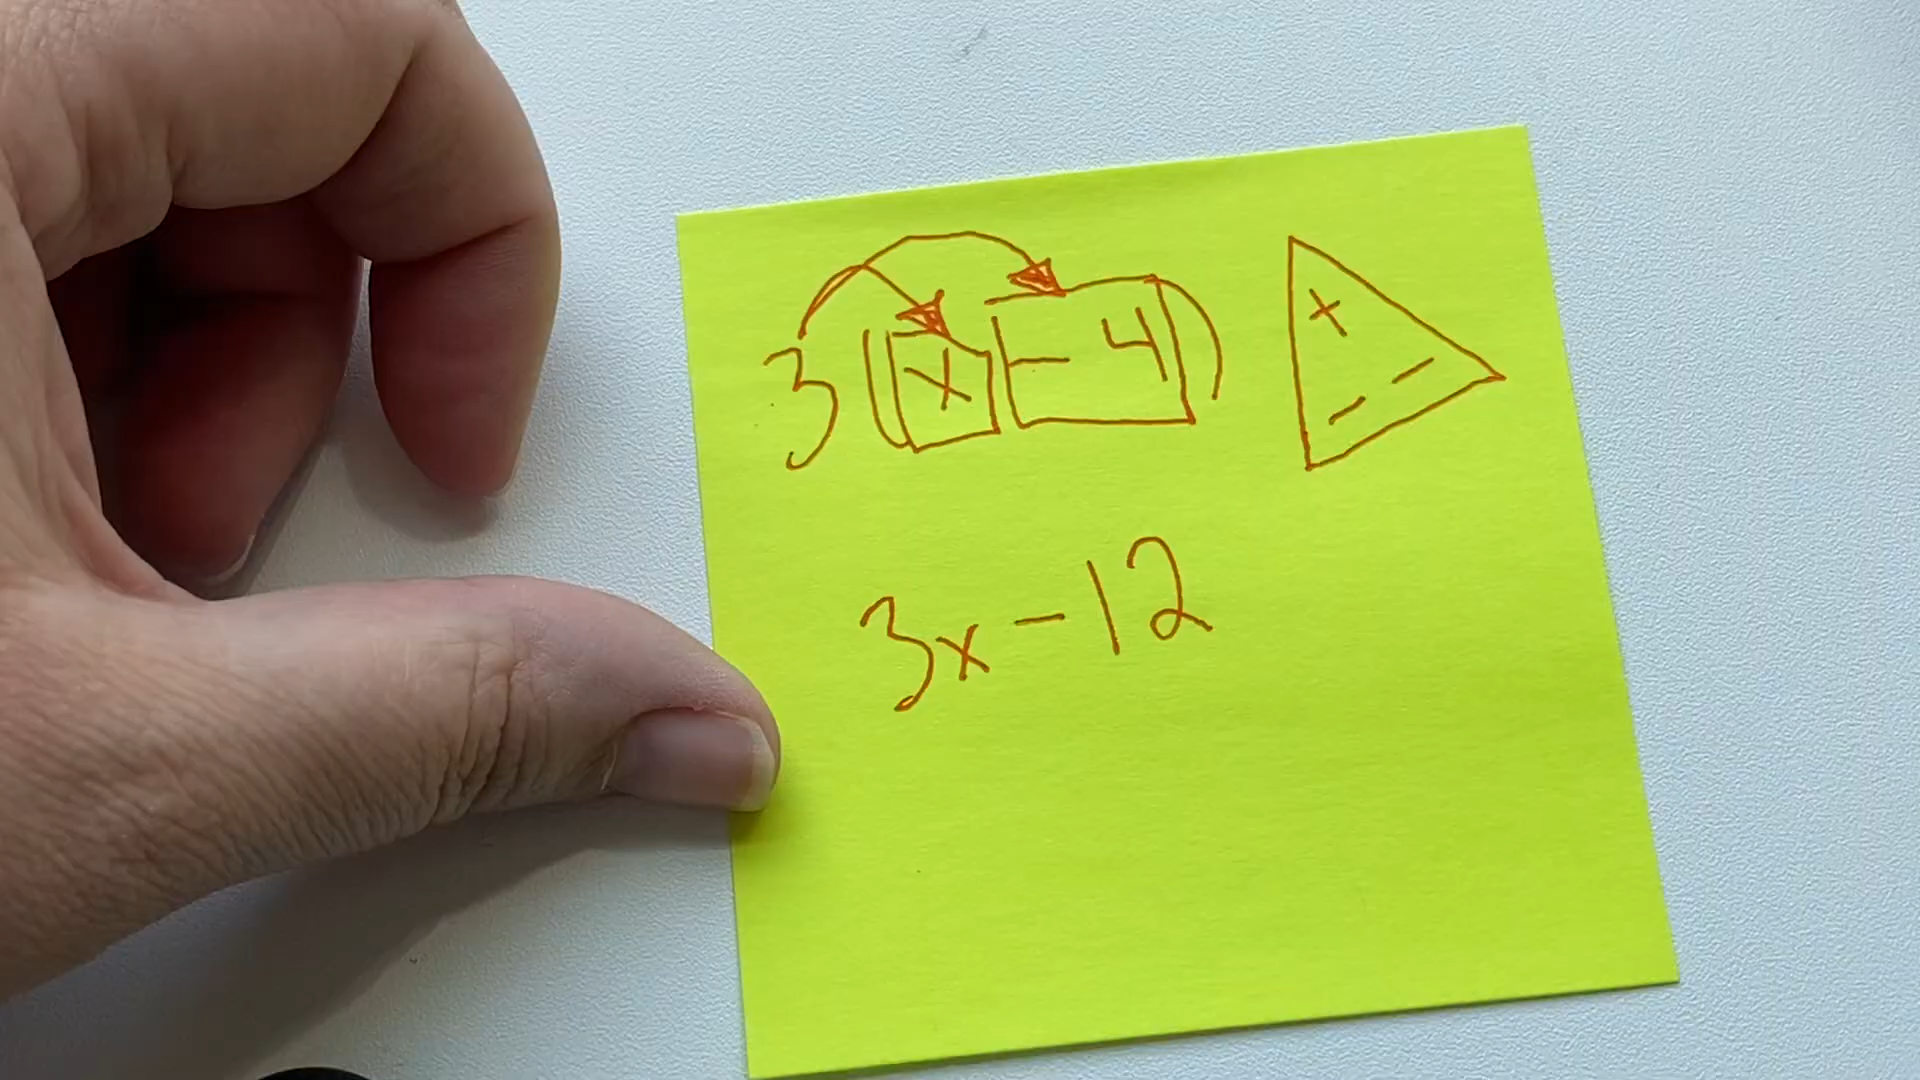 3(x - 4)
+ - -
3x - 12